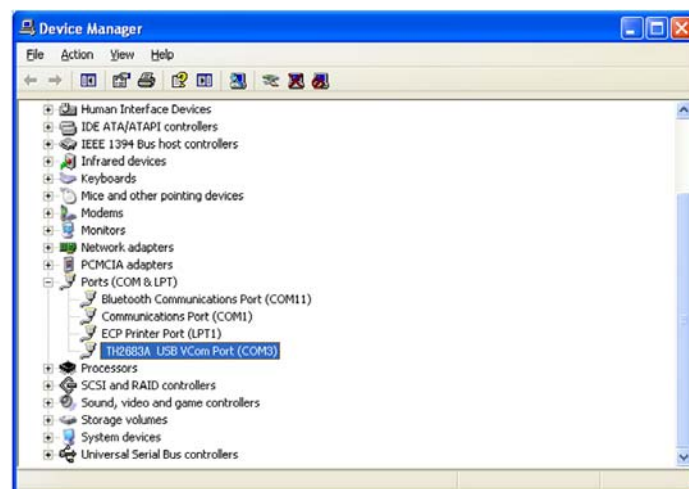 Device Manager
File Action View Help
Human Interface Devices
IDE ATA/ATAPI controllers
IEEE 1394 Bus host controllers
Infrared devices
Keyboards
Mice and other pointing devices
Modems
Monitors
Network adapters
PCMCIA adapters
Ports (COM & LPT)
Bluetooth Communications Port (COM11)
Communications Port (COM1)
ECP Printer Port (LPT1)
TH2683A USB VCom Port (COM3)
Processors
SCSI and RAID controllers
Sound, video and game controllers
Storage volumes
System devices
Universal Serial Bus controllers